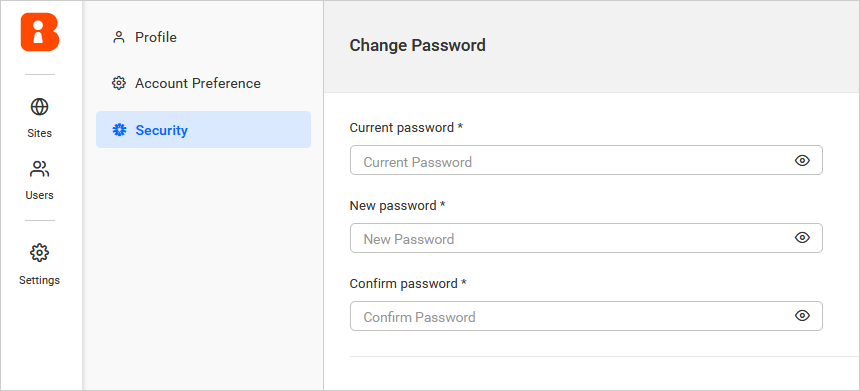 Sites
Users
Settings
Profile
Account Preference
Security
Change Password
Current password *
Current Password
New password *
New Password
Confirm password *
Confirm Password